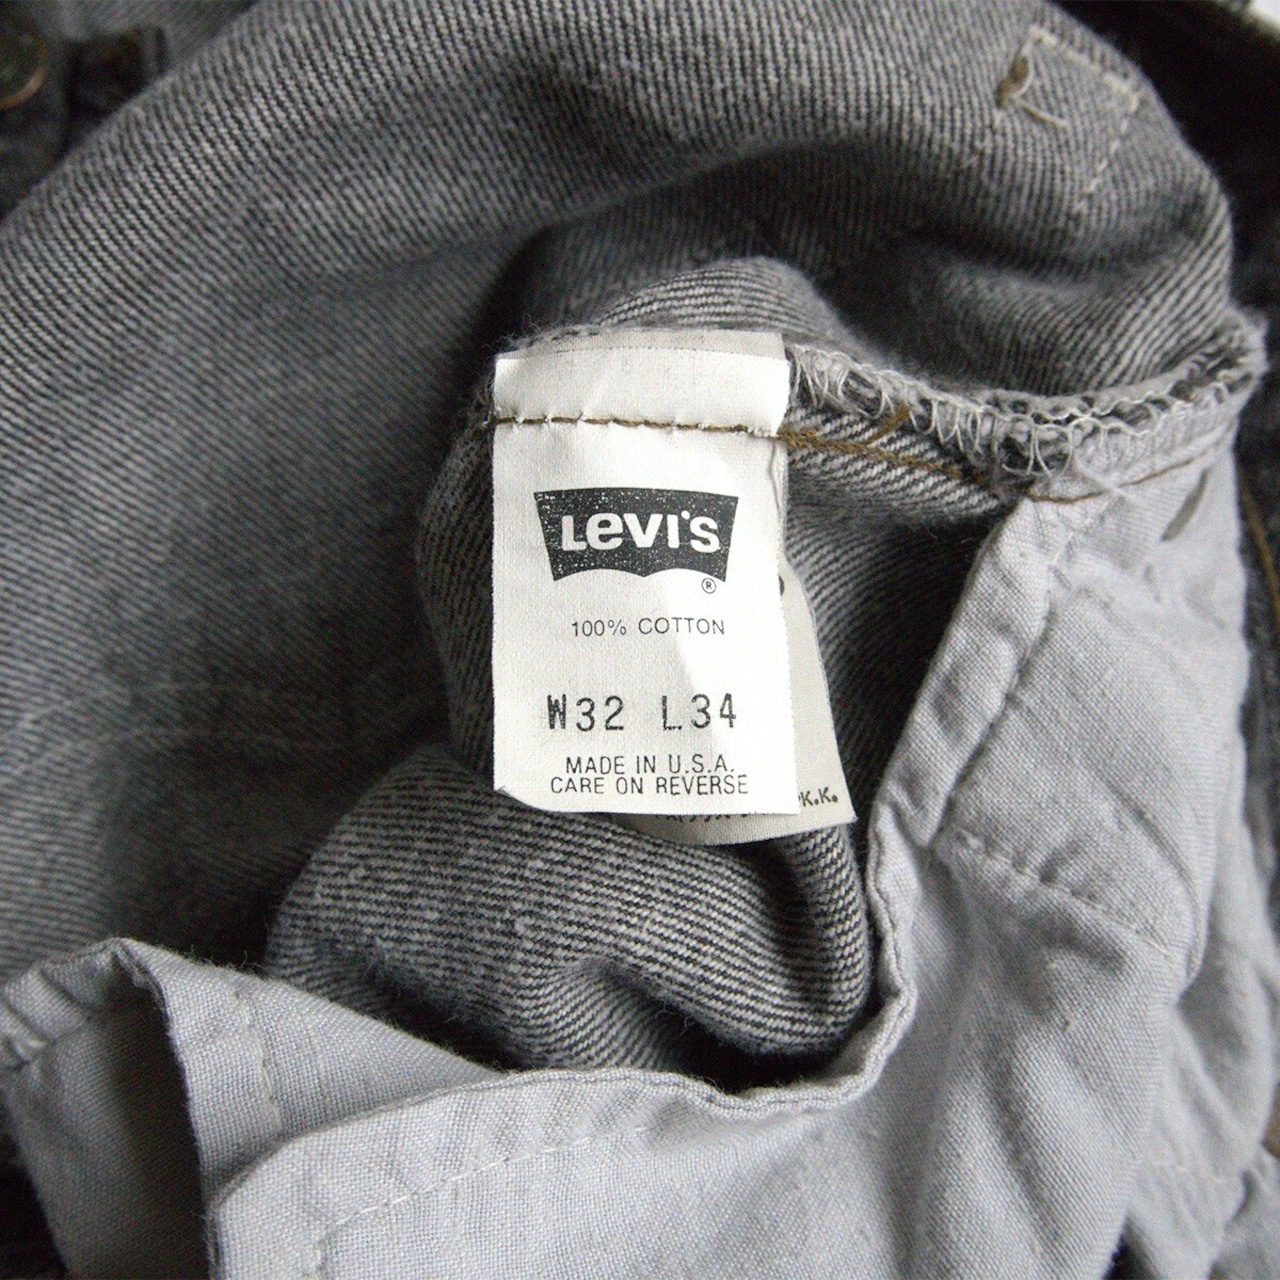 LEVI'S
®
100% COTTON
W32 L34
MADE IN U.S.A.
CARE ON REVERSE
K.K.